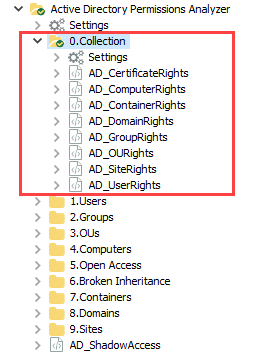 Active Directory Permissions Analyzer
Settings
0.Collection
Settings
AD_CertificateRights
AD_ComputerRights
AD_ContainerRights
AD_DomainRights
AD_GroupRights
AD_OURights
AD_SiteRights
AD_UserRights
1.Users
2.Groups
3.OUs
4.Computers
5.Open Access
6.Broken Inheritance
7.Containers
8.Domains
9.Sites
AD_ShadowAccess